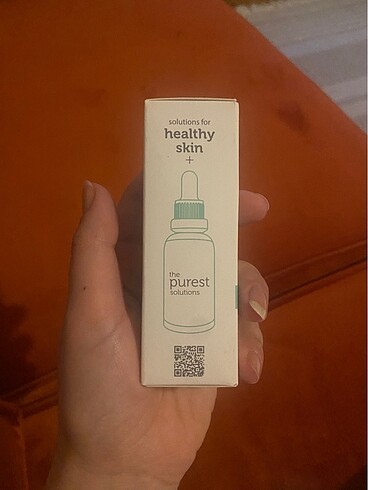 solutions for
healthy
skin
+
the
purest
solutions